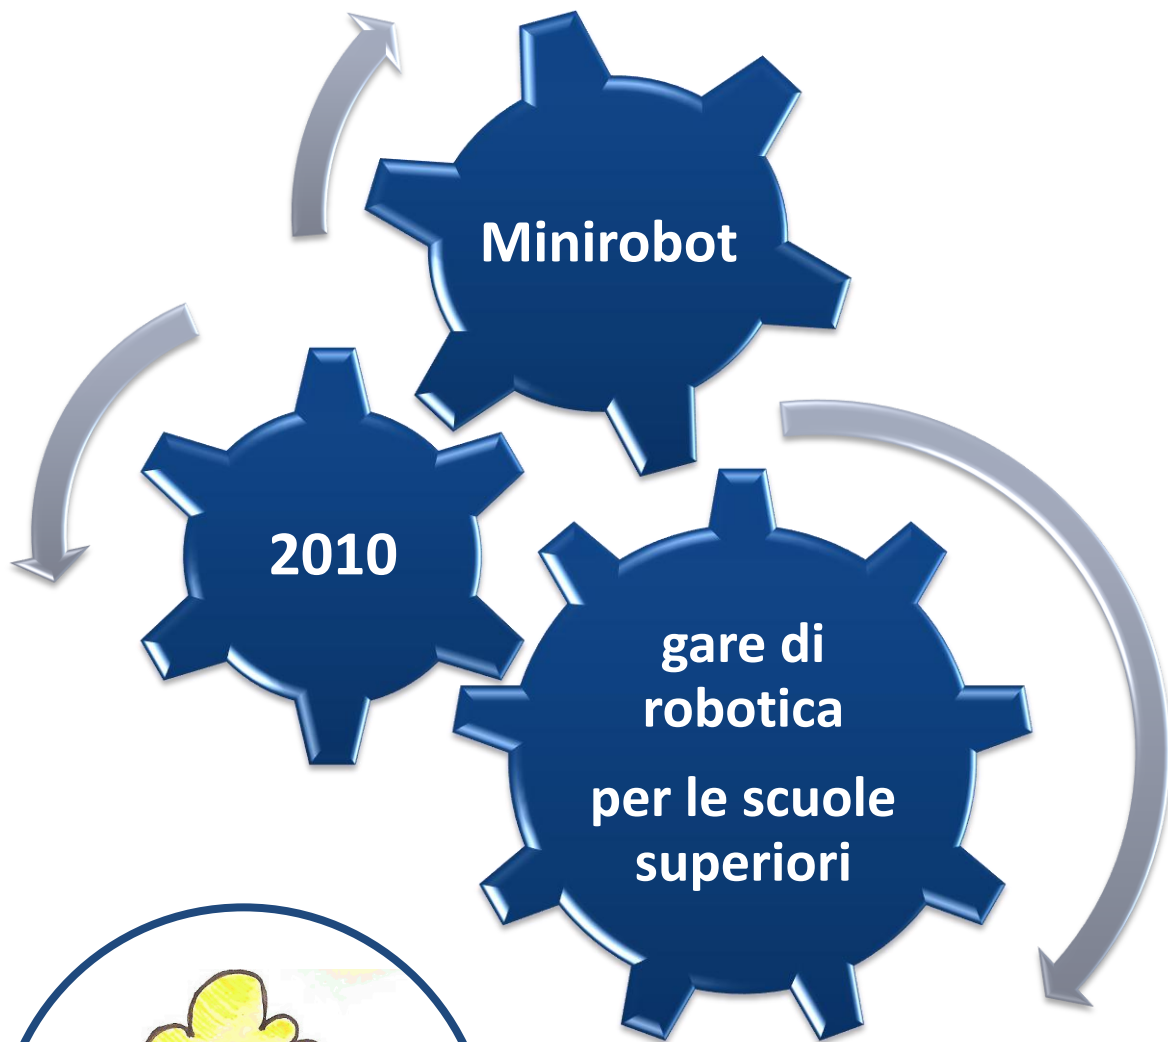 Minirobot
2010
gare di
robotica
per le scuole
superiori